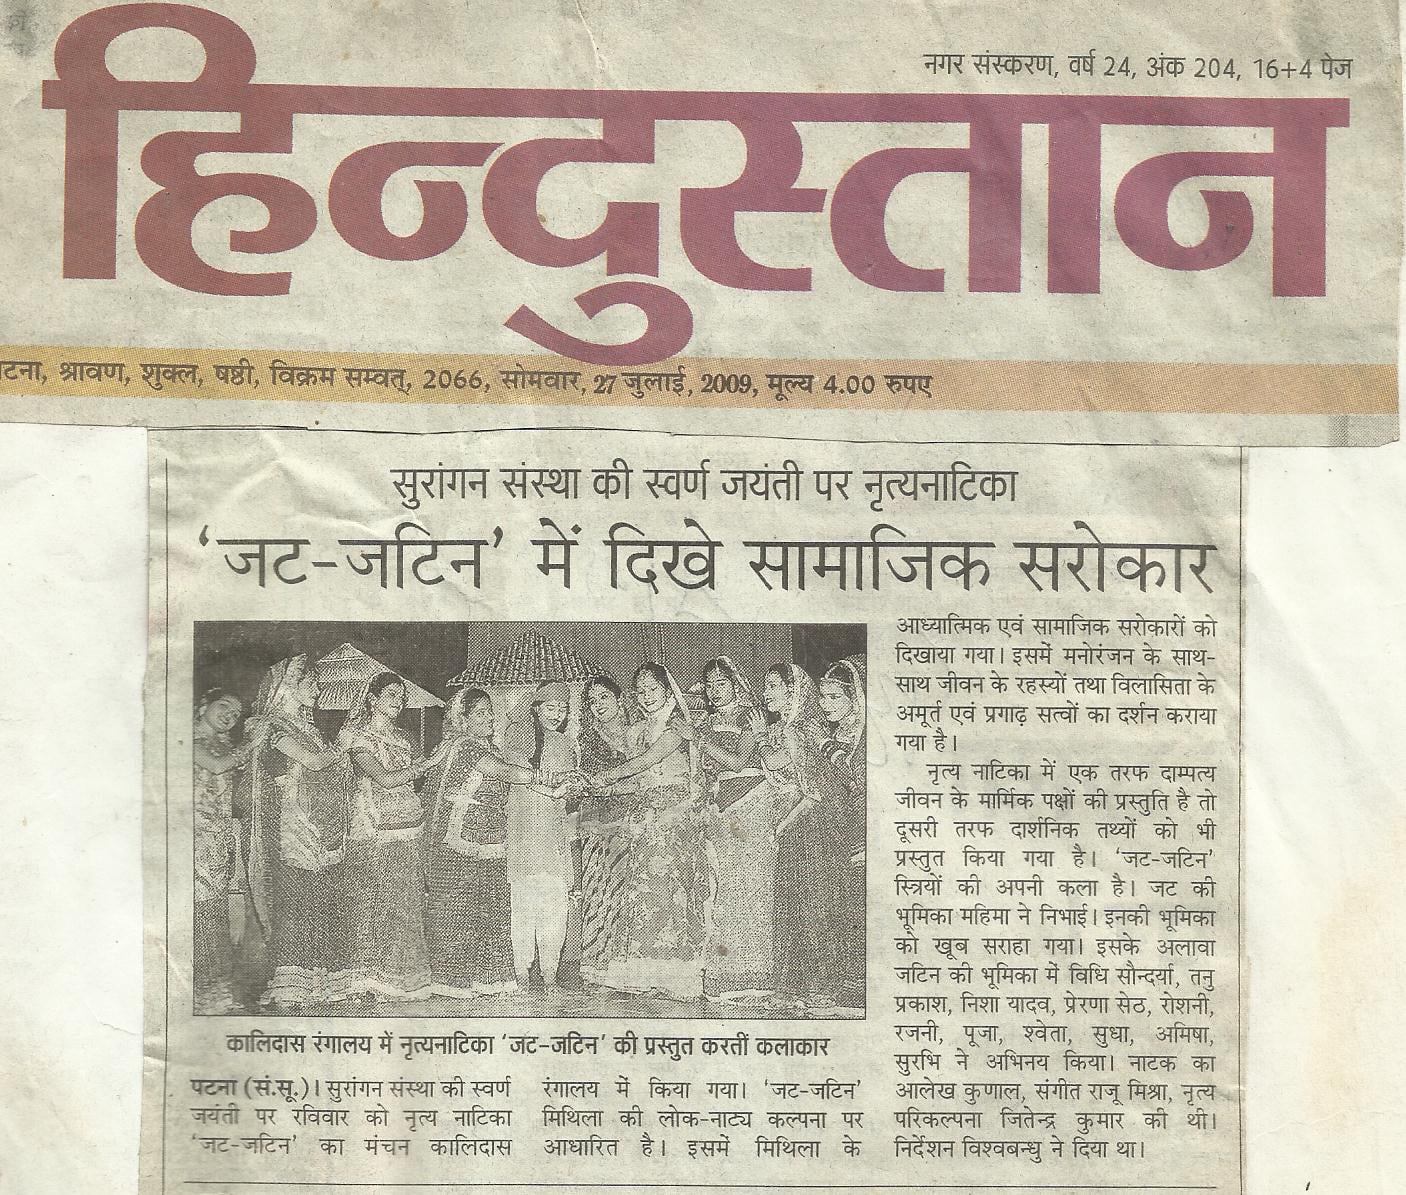 नगर संस्करण, वर्ष 24, अंक 204, 16+4 पेज
हिन्दुस्तान
टना, श्रावण, शुक्ल, षष्ठी, विक्रम सम्वत्, 2066, सोमवार, 27 जुलाई, 2009, मूल्य 4.00 रुपए
सुरांगन संस्था की स्वर्ण जयंती पर नृत्यनाटिका
‘जट-जटिन’ में दिखे सामाजिक सरोकार
कालिदास रंगालय में नृत्यनाटिका ‘जट-जटिन’ की प्रस्तुत करतीं कलाकार
पटना (सं.सू.)। सुरांगन संस्था की स्वर्ण
जयंती पर रविवार को नृत्य नाटिका
‘जट-जटिन’ का मंचन कालिदास
रंगालय में किया गया। ‘जट-जटिन’
मिथिला की लोक-नाट्य कल्पना पर
आधारित है। इसमें मिथिला के
आध्यात्मिक एवं सामाजिक सरोकारों को
दिखाया गया। इसमें मनोरंजन के साथ-
साथ जीवन के रहस्यों तथा विलासिता के
अमूर्त एवं प्रगाढ़ सत्वों का दर्शन कराया
गया है।
नृत्य नाटिका में एक तरफ दाम्पत्य
जीवन के मार्मिक पक्षों की प्रस्तुति है तो
दूसरी तरफ दार्शनिक तथ्यों को भी
प्रस्तुत किया गया है। ‘जट-जटिन’
स्त्रियों की अपनी कला है। जट की
भूमिका महिमा ने निभाई। इनकी भूमिका
को खूब सराहा गया। इसके अलावा
जटिन की भूमिका में विधि सौन्दर्या, तनु
प्रकाश, निशा यादव, प्रेरणा सेठ, रोशनी,
रजनी, पूजा, श्वेता, सुधा, अमिषा,
सुरभि ने अभिनय किया। नाटक का
आलेख कुणाल, संगीत राजू मिश्रा, नृत्य
परिकल्पना जितेन्द्र कुमार की थी।
निर्देशन विश्वबन्धु ने दिया था।